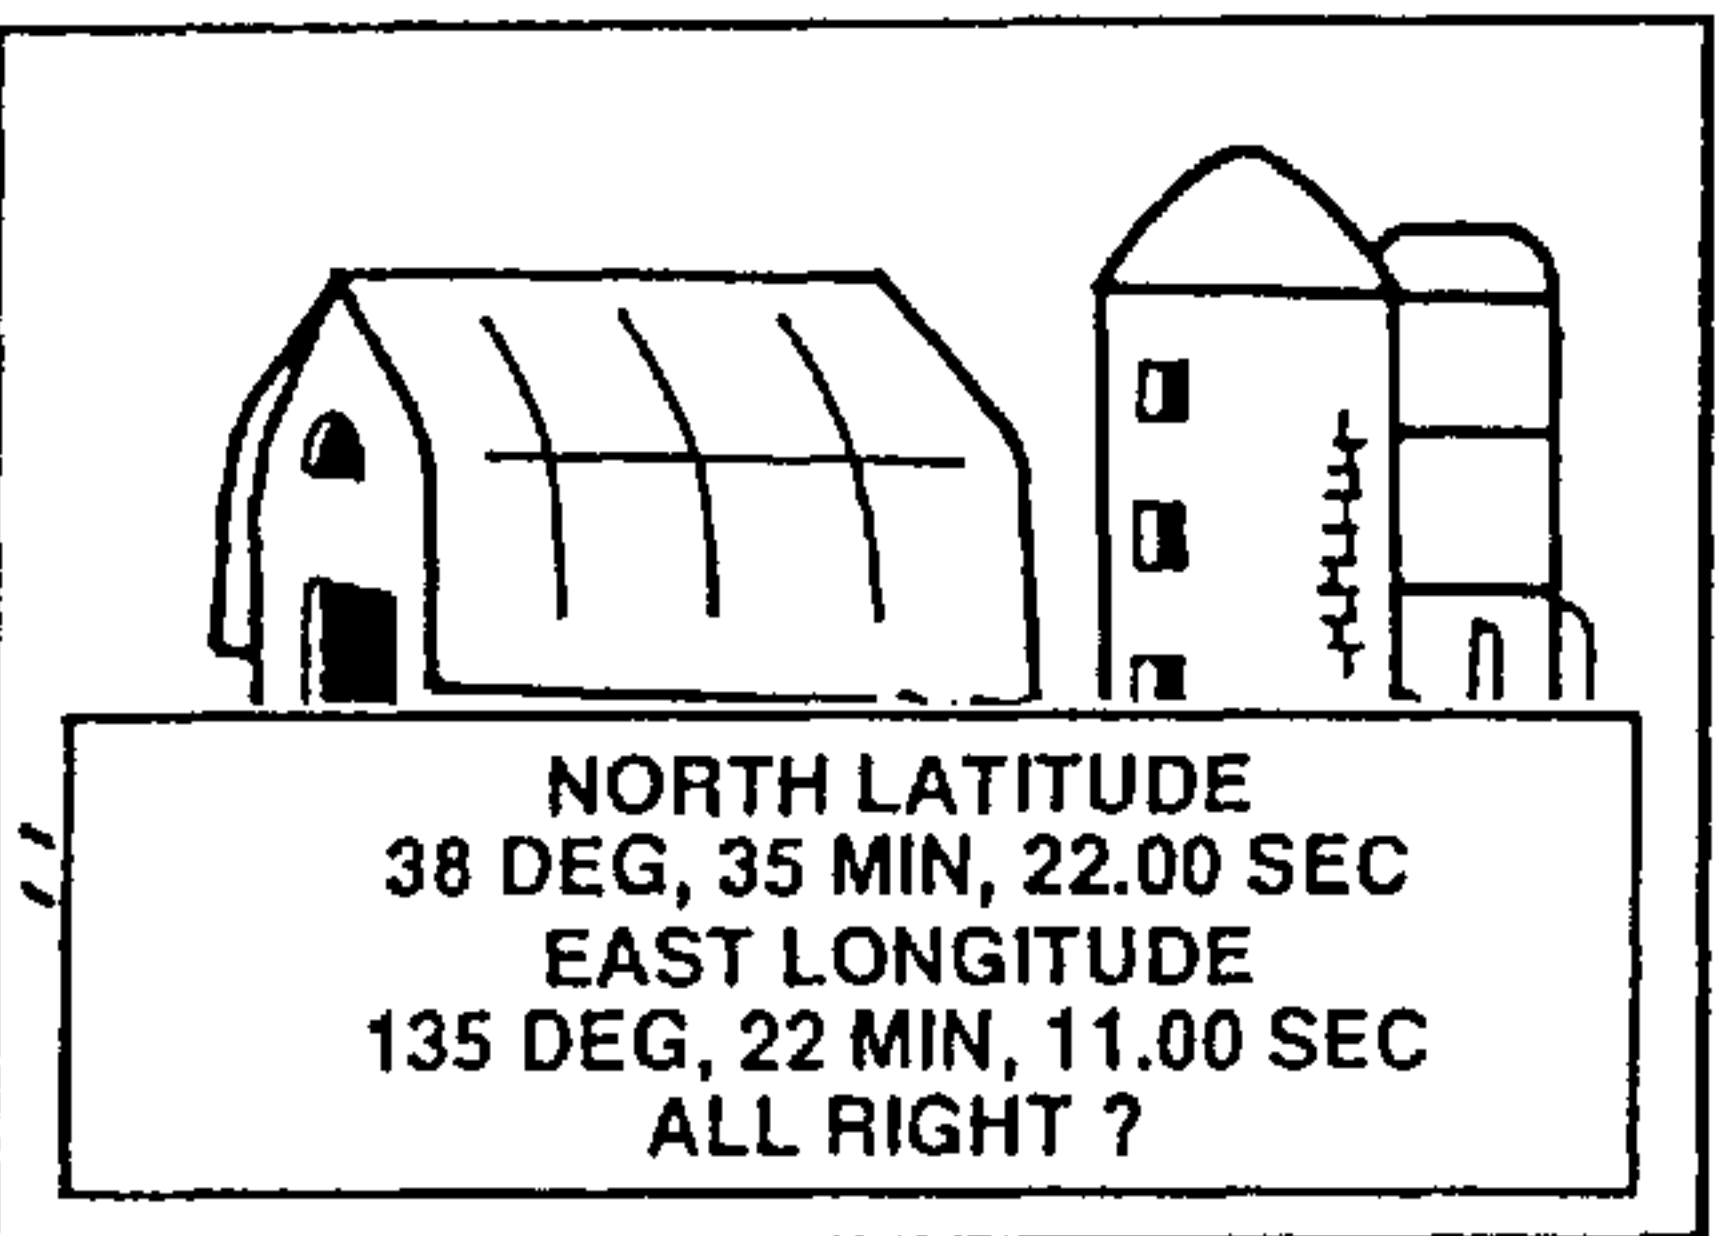 NORTH LATITUDE
38 DEG, 35 MIN, 22.00 SEC
EAST LONGITUDE
135 DEG, 22 MIN, 11.00 SEC
ALL RIGHT ?